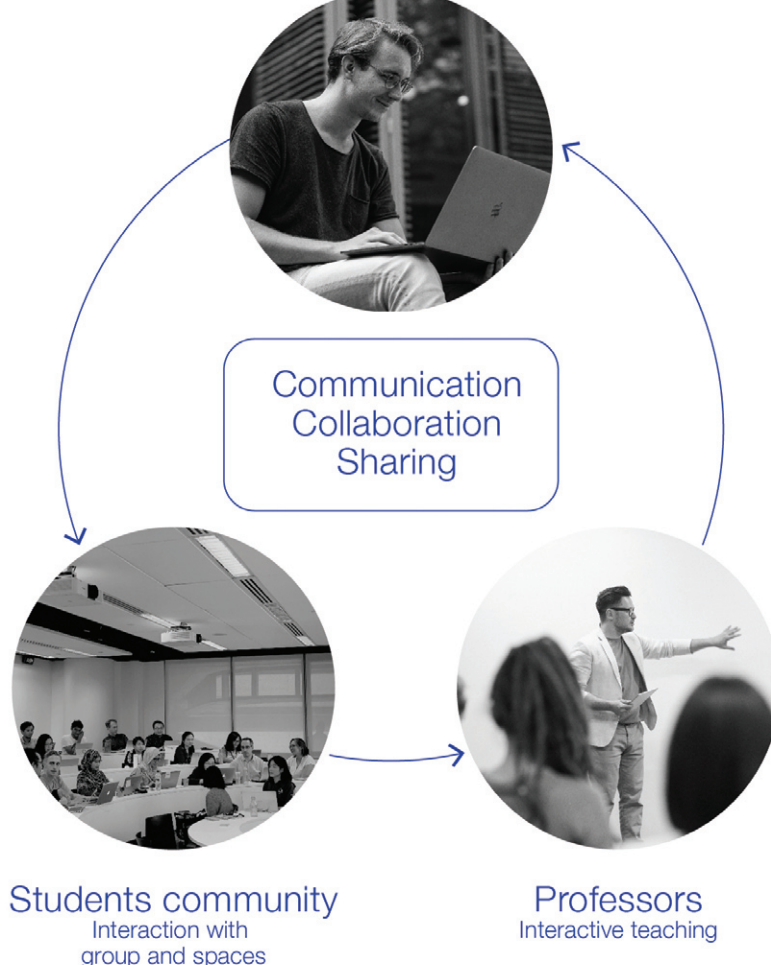 Communication
Collaboration
Sharing
Students community
Interaction with
group and spaces
Professors
Interactive teaching